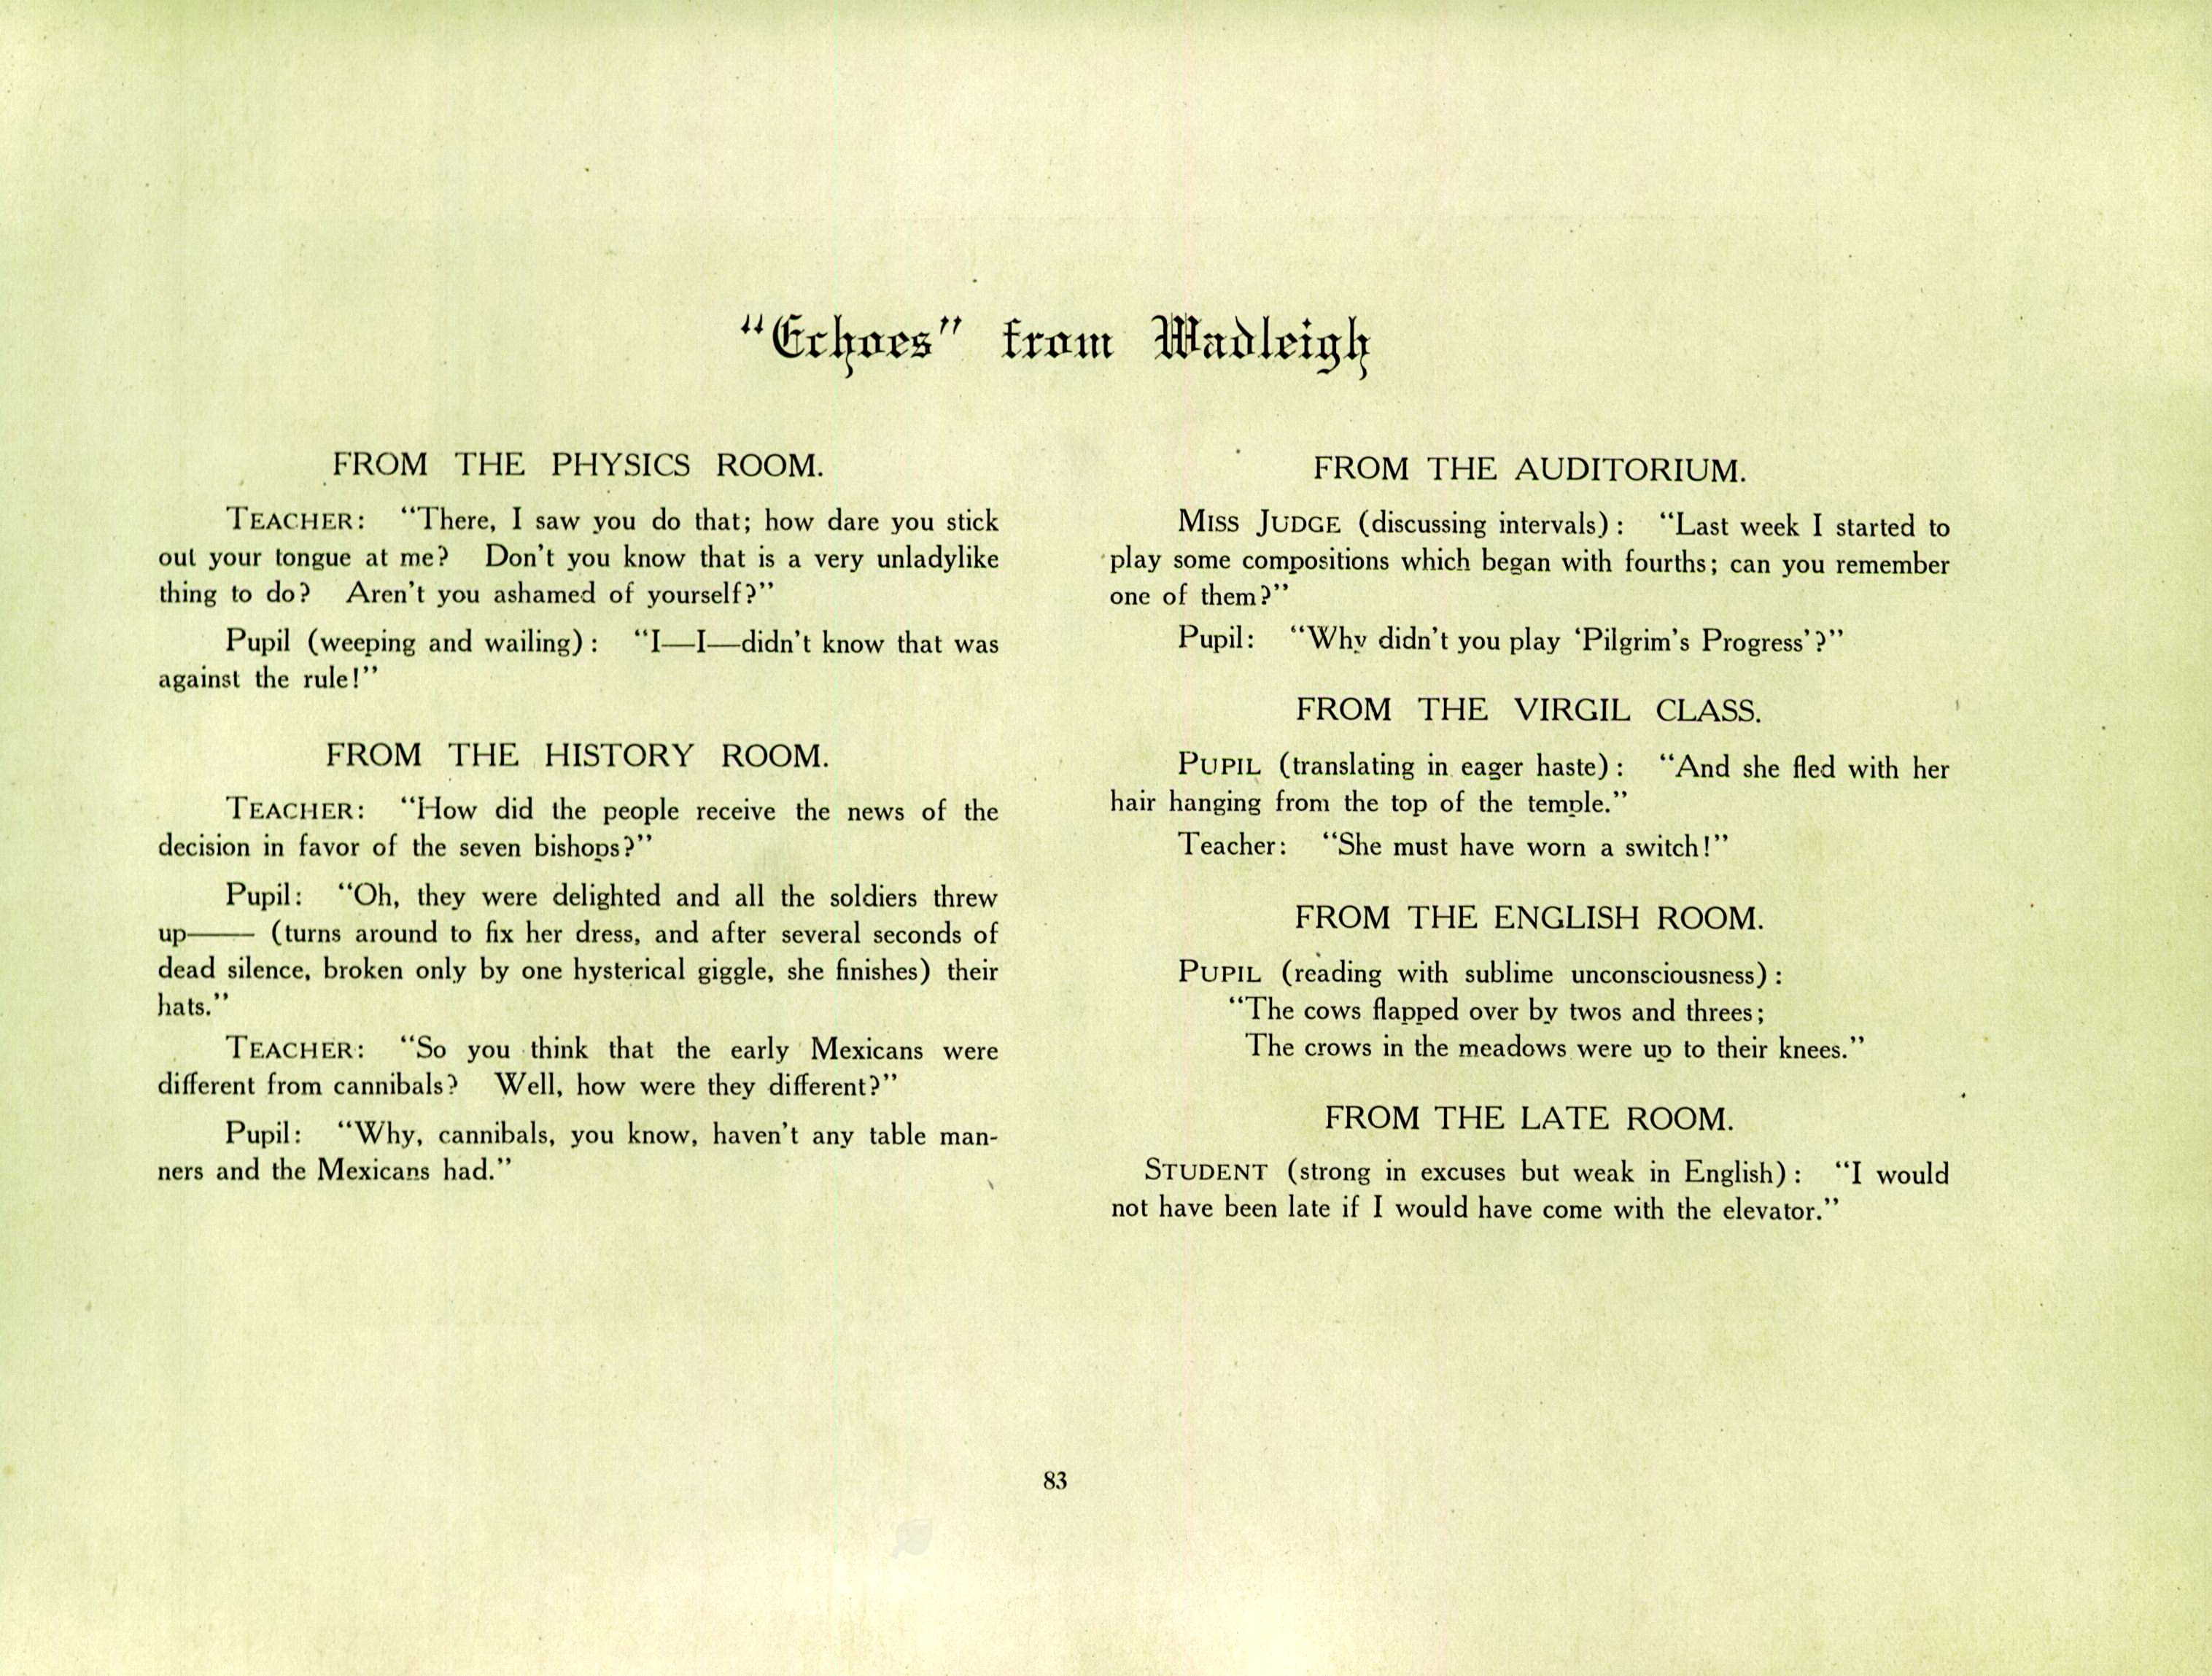 “Echoes” from Wadleigh
FROM THE PHYSICS ROOM.
TEACHER: “There, I saw you do that; how dare you stick
out your tongue at me? Don’t you know that is a very unladylike
thing to do? Aren’t you ashamed of yourself?”
Pupil (weeping and wailing): “I—I—didn’t know that was
against the rule!”
FROM THE HISTORY ROOM.
TEACHER: “How did the people receive the news of the
decision in favor of the seven bishops?”
Pupil: “Oh, they were delighted and all the soldiers threw
up—— (turns around to fix her dress, and after several seconds of
dead silence, broken only by one hysterical giggle, she finishes) their
hats.”
TEACHER: “So you think that the early Mexicans were
different from cannibals? Well, how were they different?”
Pupil: “Why, cannibals, you know, haven’t any table man-
ners and the Mexicans had.”
FROM THE AUDITORIUM.
MISS JUDGE (discussing intervals): “Last week I started to
play some compositions which began with fourths; can you remember
one of them?”
Pupil: “Why didn’t you play ‘Pilgrim’s Progress’?”
FROM THE VIRGIL CLASS.
PUPIL (translating in eager haste): “And she fled with her
hair hanging from the top of the temple.”
Teacher: “She must have worn a switch!”
FROM THE ENGLISH ROOM.
PUPIL (reading with sublime unconsciousness):
“The cows flapped over by twos and threes;
The crows in the meadows were up to their knees.”
FROM THE LATE ROOM.
STUDENT (strong in excuses but weak in English): “I would
not have been late if I would have come with the elevator.”
83